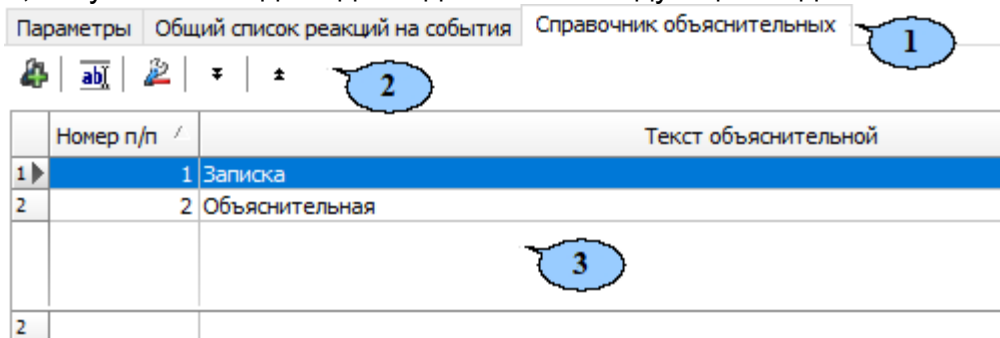 Параметры Общий список реакций на события Справочник объяснительных 1
ab 2
Номер п/п Текст объяснительной
1 1 Записка
2 2 Объяснительная
3
2